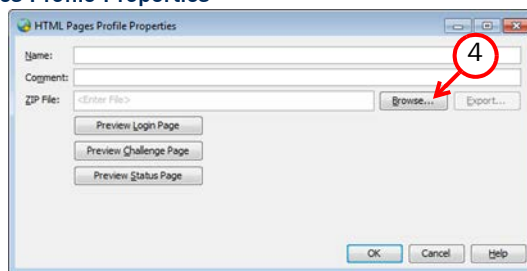 es Profile Properties
HTML Pages Profile Properties
4
Name:
Comment:
ZIP File: <Enter File> Browse... Export...
Preview Login Page
Preview Challenge Page
Preview Status Page
OK Cancel Help